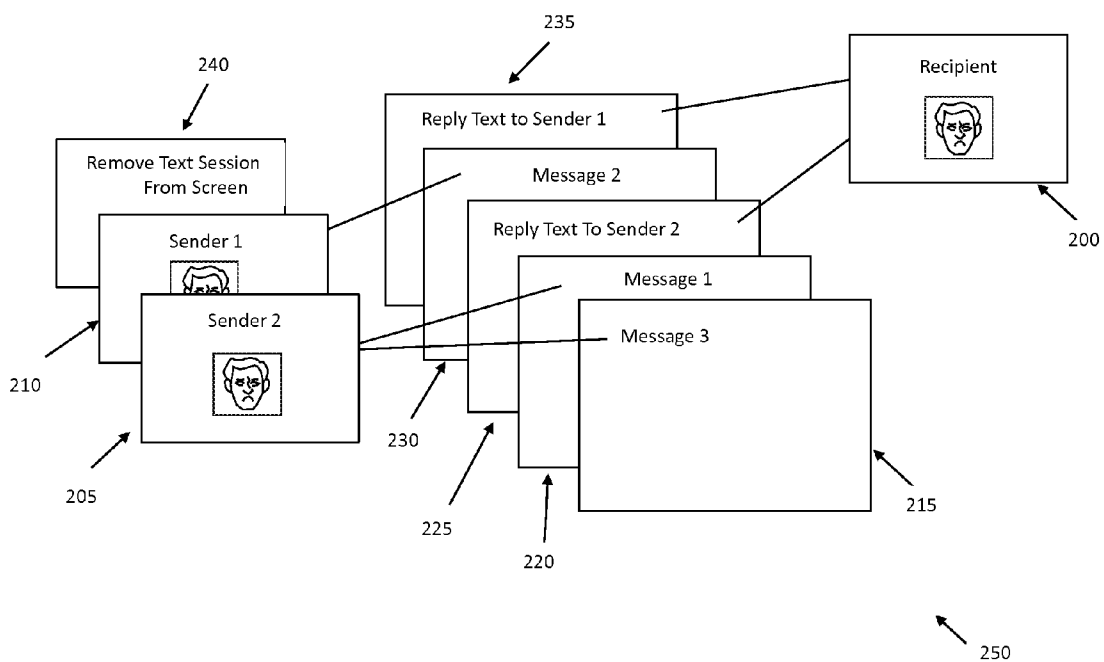 235
240
Recipient
Reply Text to Sender 1
Remove Text Session
From Screen
Message 2
Reply Text To Sender 2
200
Sender 1
Message 1
Sender 2
Message 3
210
230
205
225
215
220
250